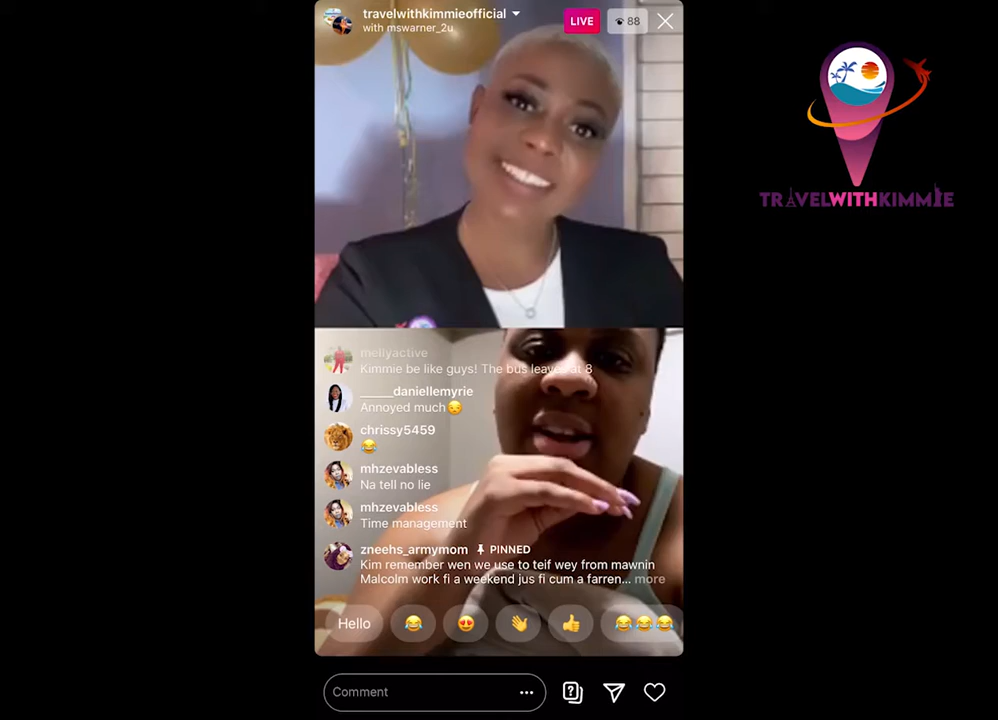 travelwithkimmieofficial
with mswarner_2u
LIVE
88
TRAVELWITHKIMMIE
mellyactive
Kimmie be like guys! The bus leaves at 8
_____daniellemyrie
Annoyed much😒
chrissy5459
😂
mhzevabless
Na tell no lie
mhzevabless
Time management
zneehs_armymom PINNED
Kim remember wen we use to teif wey from mawnin
Malcolm work fi a weekend jus fi cum a farren... more
Hello 😂 😍 👋 👍 😂😂😂
Comment